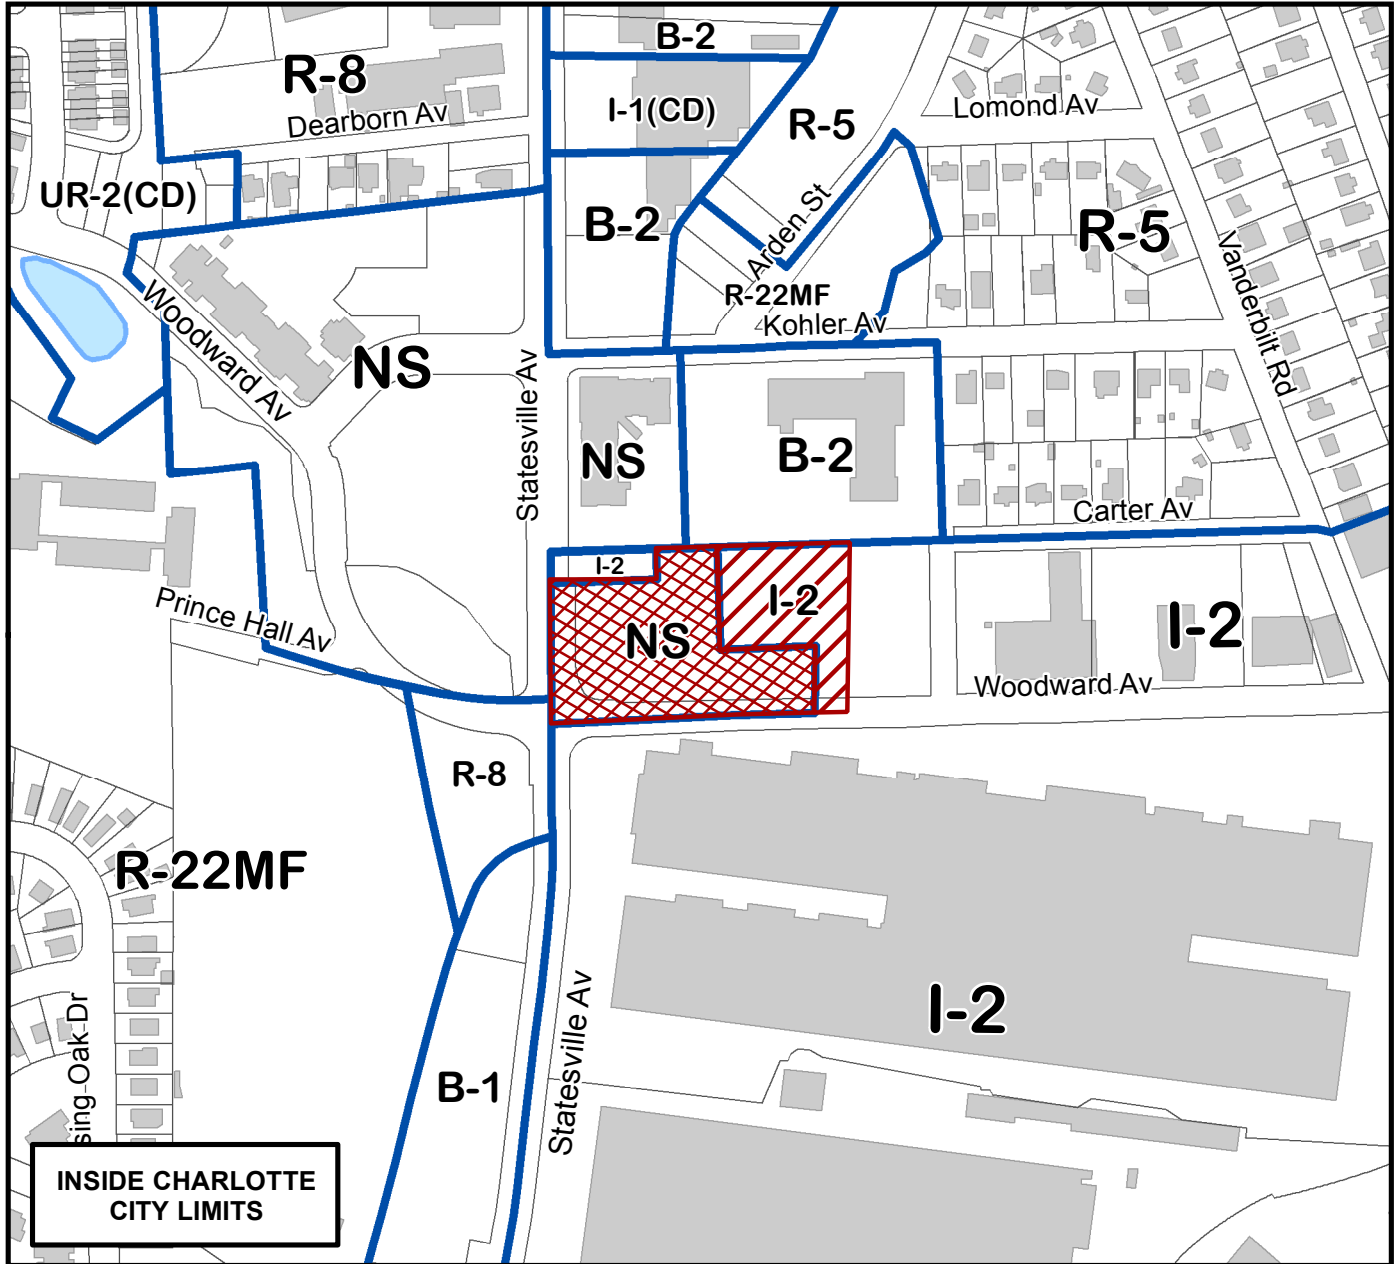 B-2
R-8
I-1(CD)
Lomond Av
Dearborn Av
R-5
UR-2(CD)
B-2
Arden St
R-5
Vanderbilt Rd
R-22MF
Kohler Av
Woodward Av
NS
Statesville Av
NS
B-2
Carter Av
I-2
I-2
NS
I-2
Prince Hall Av
Woodward Av
R-8
R-22MF
I-2
Statesville Av
sing Oak Dr
B-1
INSIDE CHARLOTTE
CITY LIMITS